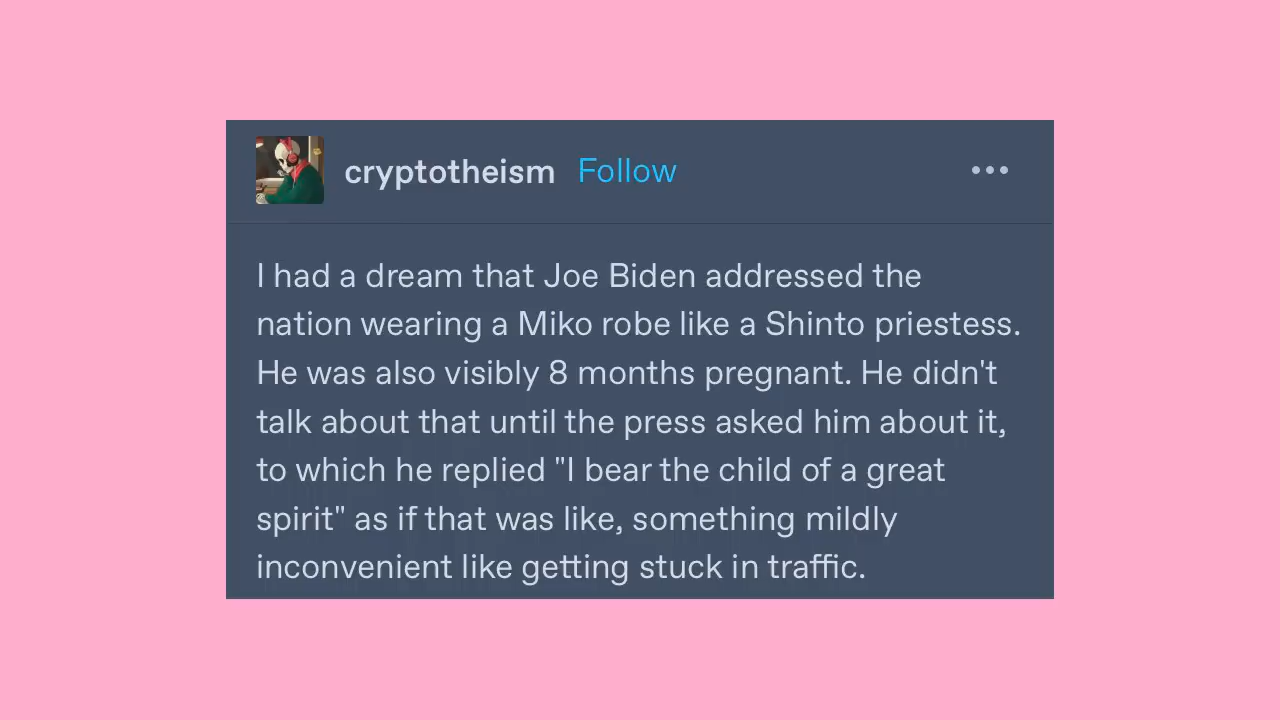 cryptotheism Follow
I had a dream that Joe Biden addressed the
nation wearing a Miko robe like a Shinto priestess.
He was also visibly 8 months pregnant. He didn't
talk about that until the press asked him about it,
to which he replied "I bear the child of a great
spirit" as if that was like, something mildly
inconvenient like getting stuck in traffic.